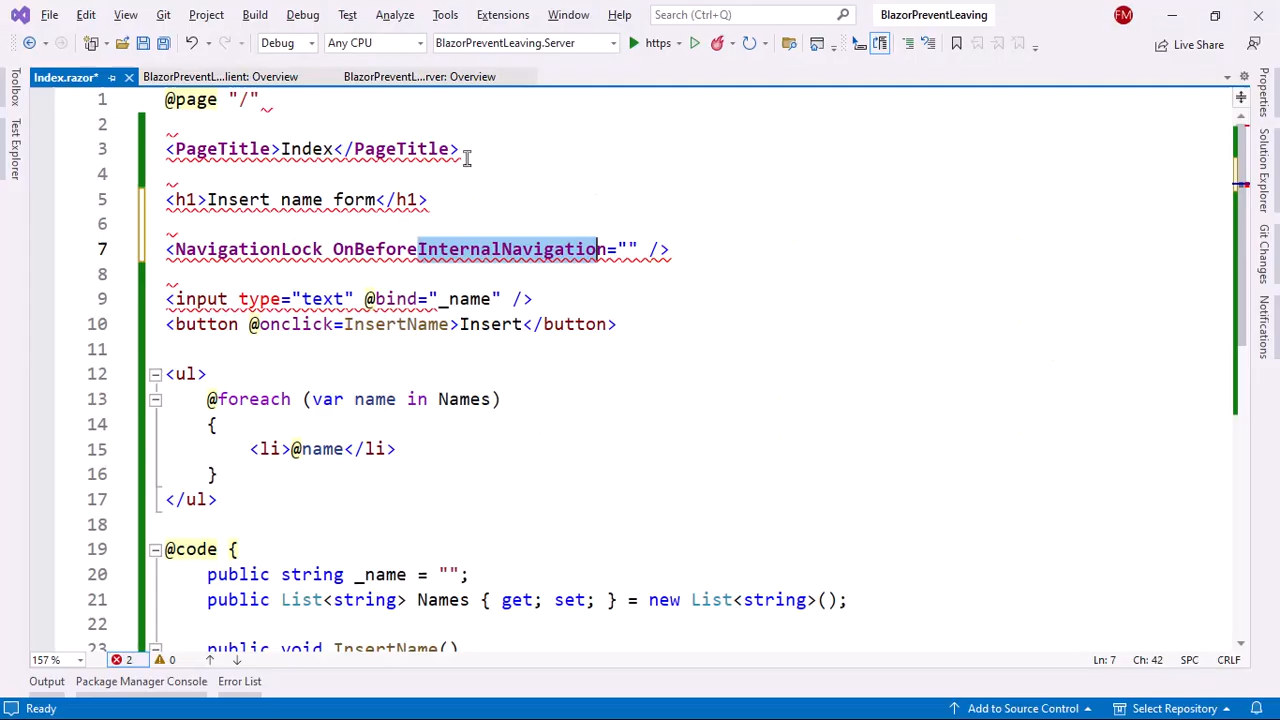 File Edit View Git Project Build Debug Test Analyze Tools Extensions Window Help Search (Ctrl+Q) BlazorPreventLeaving FM
Debug Any CPU BlazorPreventLeaving.Server https Live Share
Index.razor* BlazorPreventL...lient: Overview BlazorPreventL...rver: Overview
Toolbox
Test Explorer
Properties
Solution Explorer
Git Changes
Notifications
1 @page "/"
2
3 <PageTitle>Index</PageTitle>
4
5 <h1>Insert name form</h1>
6
7 <NavigationLock OnBeforeInternalNavigation="" />
8
9 <input type="text" @bind="_name" />
10 <button @onclick=InsertName>Insert</button>
11
12 <ul>
13 @foreach (var name in Names)
14 {
15 <li>@name</li>
16 }
17 </ul>
18
19 @code {
20 public string _name = "";
21 public List<string> Names { get; set; } = new List<string>();
22
23 public void InsertName()
157 % 2 0 Ln: 7 Ch: 42 SPC CRLF
Output Package Manager Console Error List
Ready Add to Source Control Select Repository